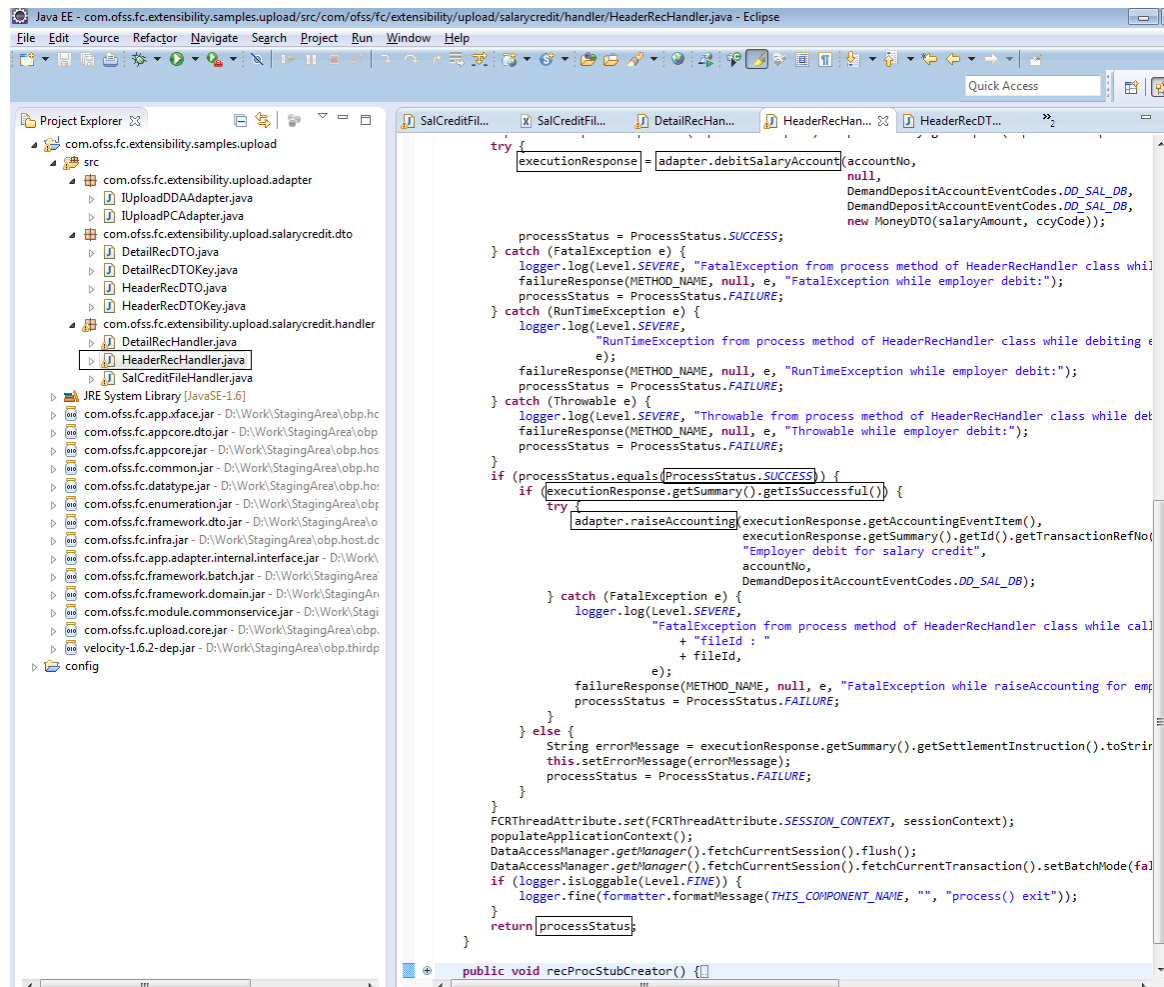 Java EE - com.ofss.fc.extensibility.samples.upload/src/com/ofss/fc/extensibility/upload/salarycredit/handler/HeaderRecHandler.java - Eclipse
File Edit Source Refactor Navigate Search Project Run Window Help
Quick Access
Project Explorer
com.ofss.fc.extensibility.samples.upload
src
com.ofss.fc.extensibility.upload.adapter
IUploadDDAAdapter.java
IUploadPCAdapter.java
com.ofss.fc.extensibility.upload.salarycredit.dto
DetailRecDTO.java
DetailRecDTOKey.java
HeaderRecDTO.java
HeaderRecDTOKey.java
com.ofss.fc.extensibility.upload.salarycredit.handler
DetailRecHandler.java
HeaderRecHandler.java
SalCreditFileHandler.java
JRE System Library [JavaSE-1.6]
com.ofss.fc.app.xface.jar - D:\Work\StagingArea\obp.hc
com.ofss.fc.appcore.dto.jar - D:\Work\StagingArea\obp
com.ofss.fc.appcore.jar - D:\Work\StagingArea\obp.hos
com.ofss.fc.common.jar - D:\Work\StagingArea\obp.ho
com.ofss.fc.datatype.jar - D:\Work\StagingArea\obp.ho:
com.ofss.fc.enumeration.jar - D:\Work\StagingArea\obp
com.ofss.fc.framework.dto.jar - D:\Work\StagingArea\o
com.ofss.fc.infra.jar - D:\Work\StagingArea\obp.host.dc
com.ofss.fc.app.adapter.internal.interface.jar - D:\Work\
com.ofss.fc.framework.batch.jar - D:\Work\StagingArea\
com.ofss.fc.framework.domain.jar - D:\Work\StagingAr
com.ofss.fc.module.commonservice.jar - D:\Work\Stagi
com.ofss.fc.upload.core.jar - D:\Work\StagingArea\obp.
velocity-1.6.2-dep.jar - D:\Work\StagingArea\obp.thirdp
config
SalCreditFil... SalCreditFil... DetailRecHan... HeaderRecHan... HeaderRecDT... »2
try {
executionResponse = adapter.debitSalaryAccount(accountNo,
null,
DemandDepositAccountEventCodes.DD_SAL_DB,
DemandDepositAccountEventCodes.DD_SAL_DB,
new MoneyDTO(salaryAmount, ccyCode));
processStatus = ProcessStatus.SUCCESS;
} catch (FatalException e) {
logger.log(Level.SEVERE, "FatalException from process method of HeaderRecHandler class whil
failureResponse(METHOD_NAME, null, e, "FatalException while employer debit:");
processStatus = ProcessStatus.FAILURE;
} catch (RunTimeException e) {
logger.log(Level.SEVERE,
"RunTimeException from process method of HeaderRecHandler class while debiting e
e);
failureResponse(METHOD_NAME, null, e, "RunTimeException while employer debit:");
processStatus = ProcessStatus.FAILURE;
} catch (Throwable e) {
logger.log(Level.SEVERE, "Throwable from process method of HeaderRecHandler class while deb
failureResponse(METHOD_NAME, null, e, "Throwable while employer debit:");
processStatus = ProcessStatus.FAILURE;
}
if (processStatus.equals(ProcessStatus.SUCCESS)) {
if (executionResponse.getSummary().getIsSuccessful()) {
try {
adapter.raiseAccounting(executionResponse.getAccountingEventItem(),
executionResponse.getSummary().getId().getTransactionRefNo(
"Employer debit for salary credit",
accountNo,
DemandDepositAccountEventCodes.DD_SAL_DB);
} catch (FatalException e) {
logger.log(Level.SEVERE,
"FatalException from process method of HeaderRecHandler class while call
+ "fileId : "
+ fileId,
e);
failureResponse(METHOD_NAME, null, e, "FatalException while raiseAccounting for emp
processStatus = ProcessStatus.FAILURE;
}
} else {
String errorMessage = executionResponse.getSummary().getSettlementInstruction().toStrin
this.setErrorMessage(errorMessage);
processStatus = ProcessStatus.FAILURE;
}
}
FCRThreadAttribute.set(FCRThreadAttribute.SESSION_CONTEXT, sessionContext);
populateApplicationContext();
DataAccessManager.getManager().fetchCurrentSession().flush();
DataAccessManager.getManager().fetchCurrentSession().fetchCurrentTransaction().setBatchMode(fal
if (logger.isLoggable(Level.FINE)) {
logger.fine(formatter.formatMessage(THIS_COMPONENT_NAME, "", "process() exit"));
}
return processStatus;
}
public void recProcStubCreator() {